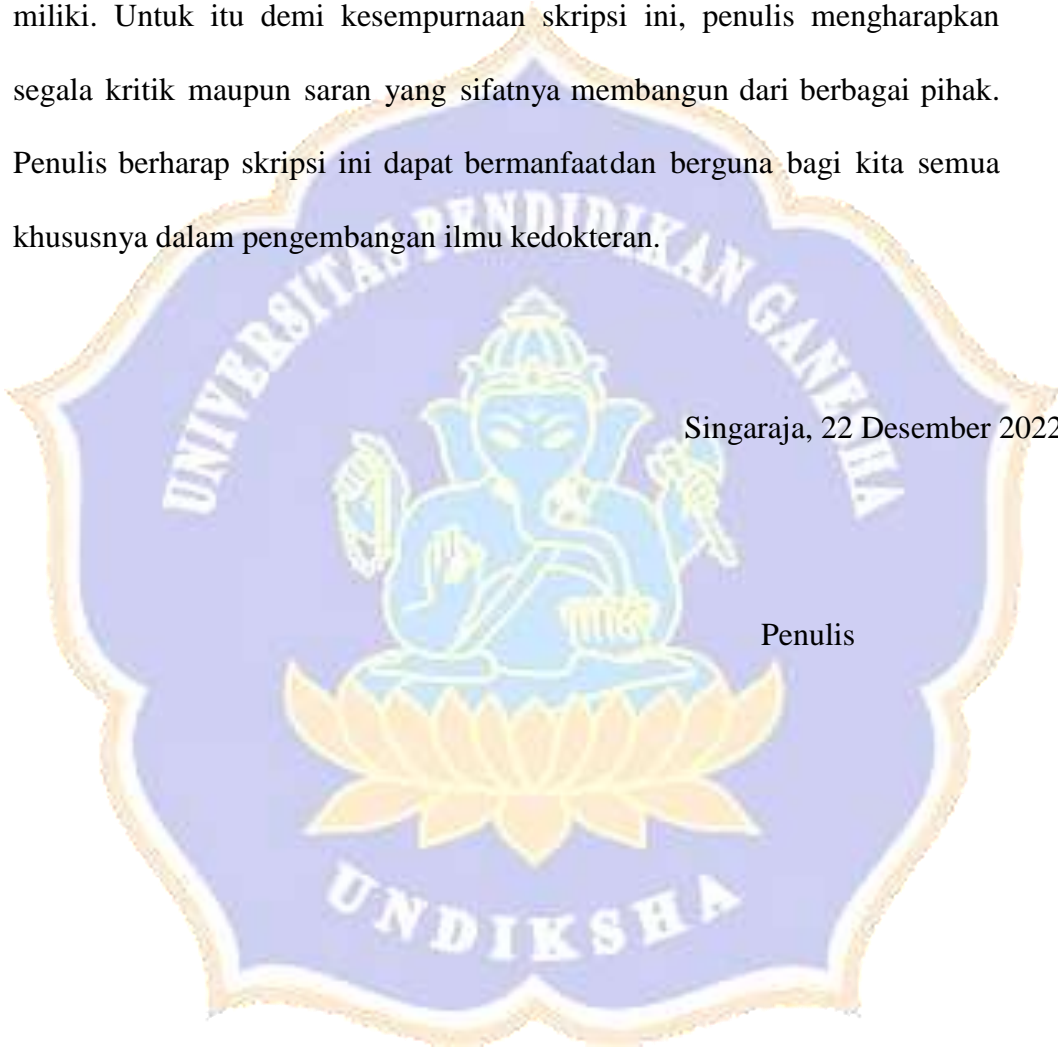 miliki. Untuk itu demi kesempurnaan skripsi ini, penulis mengharapkan
segala kritik maupun saran yang sifatnya membangun dari berbagai pihak.
Penulis berharap skripsi ini dapat bermanfaatdan berguna bagi kita semua
khususnya dalam pengembangan ilmu kedokteran.
UNIVERSITAS PENDIDIKAN GANESHA
Singaraja, 22 Desember 2022
Penulis
UNDIKSHA